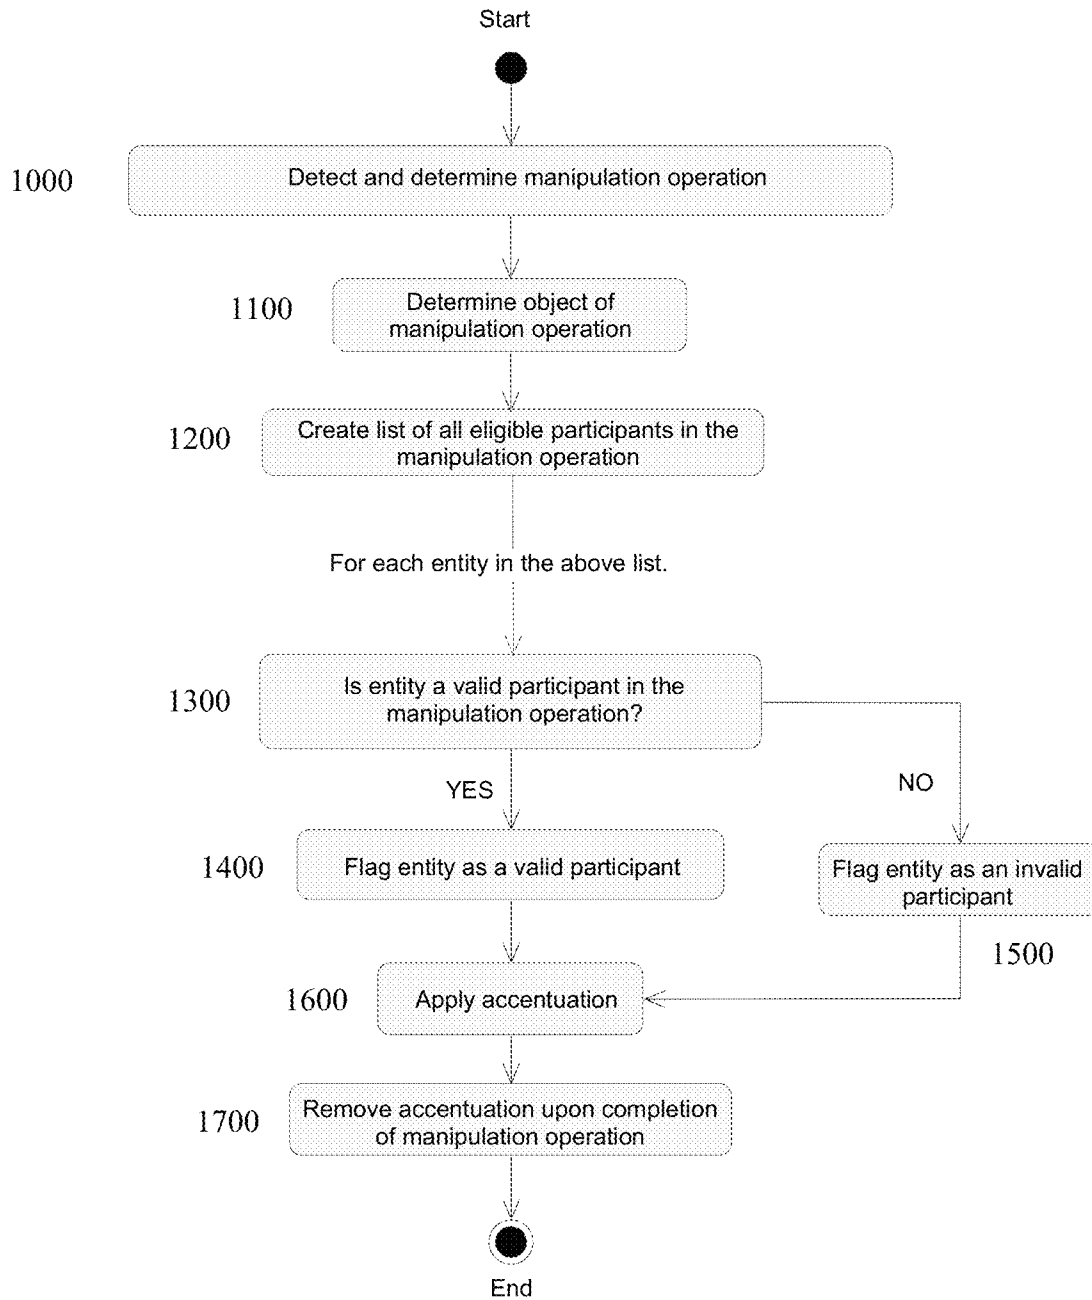 Start
1000
Detect and determine manipulation operation
1100
Determine object of
manipulation operation
1200
Create list of all eligible participants in the
manipulation operation
For each entity in the above list.
1300
Is entity a valid participant in the
manipulation operation?
YES
NO
1400
Flag entity as a valid participant
Flag entity as an invalid
participant
1500
1600
Apply accentuation
1700
Remove accentuation upon completion
of manipulation operation
End